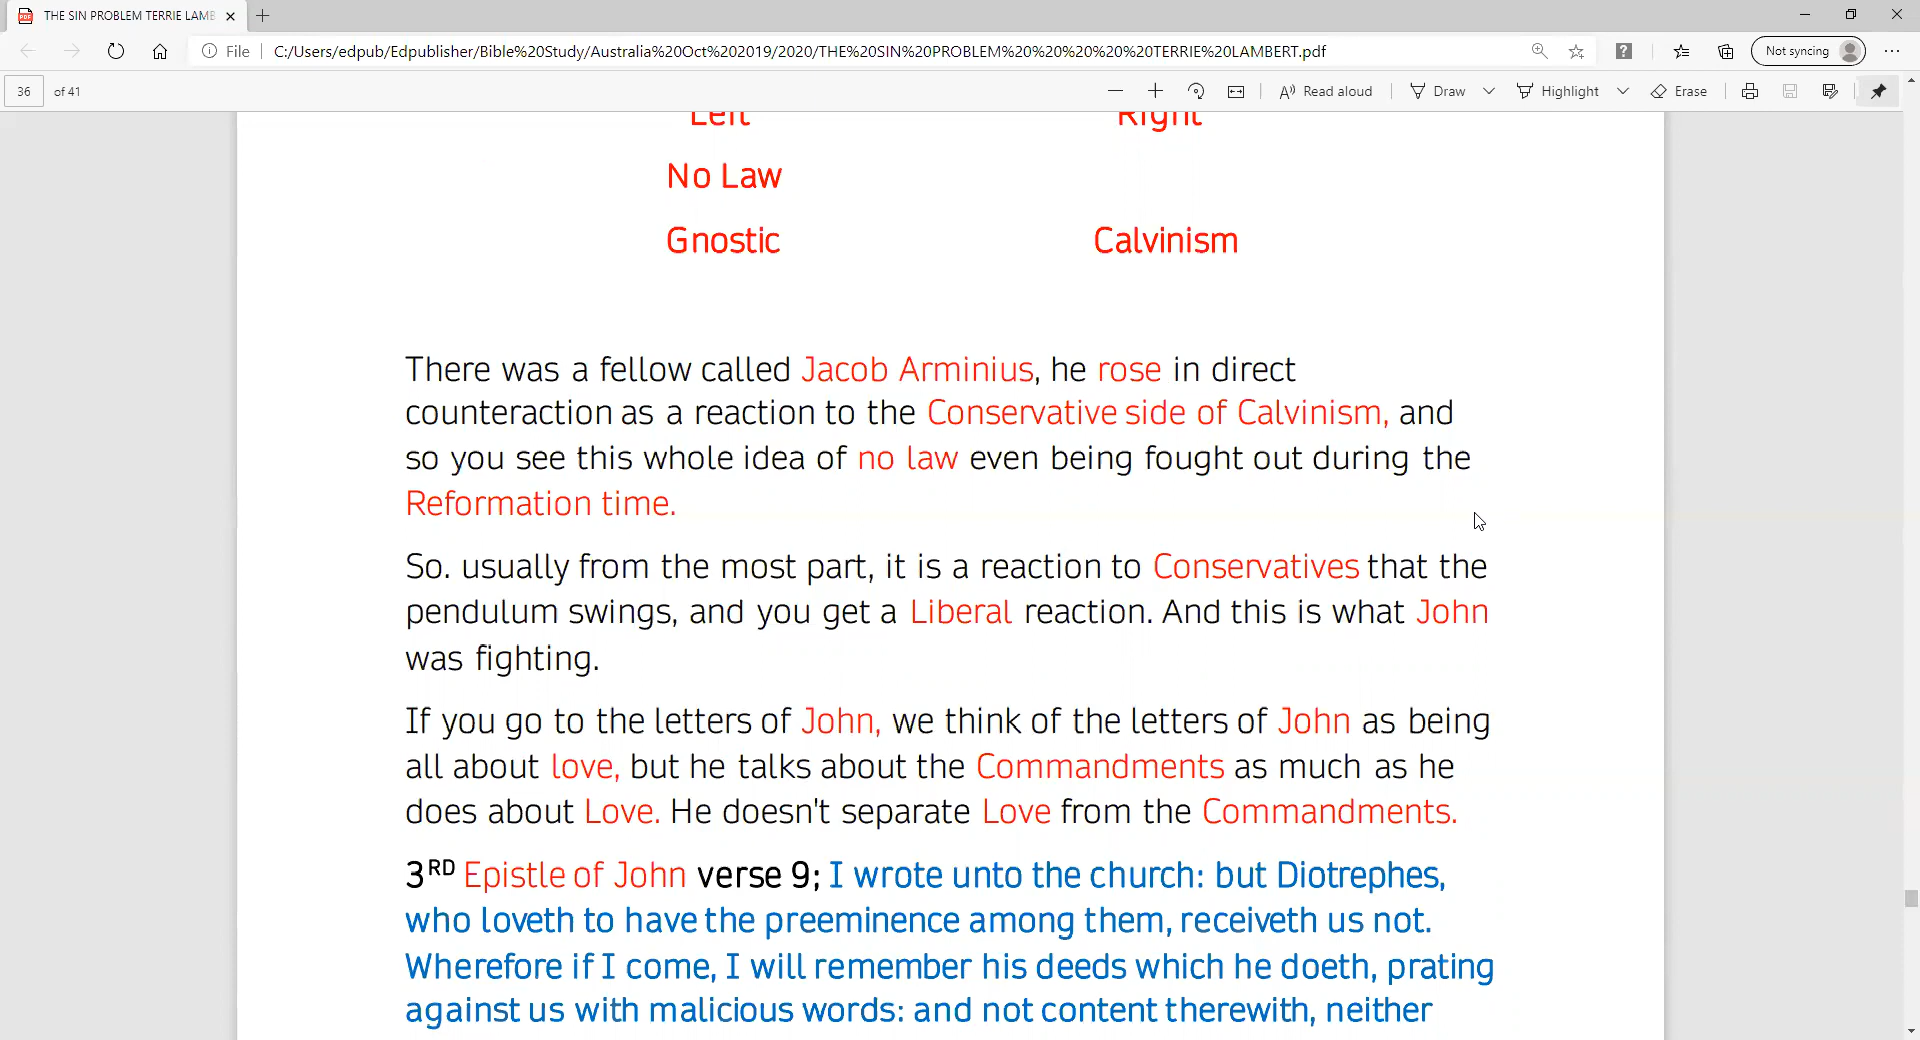 THE SIN PROBLEM TERRIE LAMB
File
C:/Users/edpub/Edpublisher/Bible%20Study/Australia%20Oct%202019/2020/THE%20SIN%20PROBLEM%20%20%20%20%20TERRIE%20LAMBERT.pdf
Not syncing
36 of 41
Read aloud
Draw
Highlight
Erase
Left Right
No Law
Gnostic Calvinism
There was a fellow called Jacob Arminius, he rose in direct
counteraction as a reaction to the Conservative side of Calvinism, and
so you see this whole idea of no law even being fought out during the
Reformation time.
So. usually from the most part, it is a reaction to Conservatives that the
pendulum swings, and you get a Liberal reaction. And this is what John
was fighting.
If you go to the letters of John, we think of the letters of John as being
all about love, but he talks about the Commandments as much as he
does about Love. He doesn't separate Love from the Commandments.
3RD Epistle of John verse 9; I wrote unto the church: but Diotrephes,
who loveth to have the preeminence among them, receiveth us not.
Wherefore if I come, I will remember his deeds which he doeth, prating
against us with malicious words: and not content therewith, neither